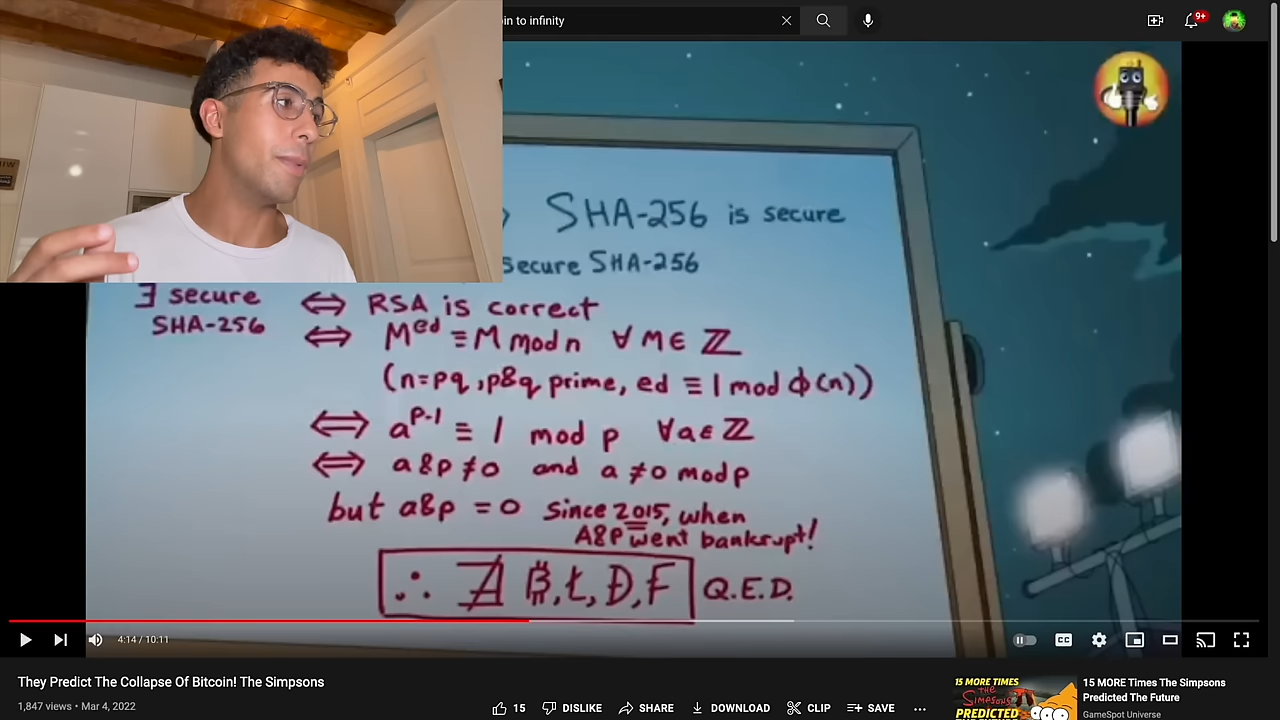 oin to infinity
9+
SHA-256 is secure
secure SHA-256
∃ secure ⟺ RSA is correct
SHA-256 ⟺ M^ed ≡ M mod n ∀ M ∈ ℤ
(n=pq, p&q prime, ed ≡ 1 mod ϕ(n))
⟺ a^p-1 ≡ 1 mod p ∀a ∈ ℤ
⟺ a&p ≠ 0 and a ≠ 0 mod p
but a&p = 0 since 2015, when
A&P went bankrupt!
∴ ∄ ₿, Ł, Ð, F Q.E.D.
4:14 / 10:11
CC
They Predict The Collapse Of Bitcoin! The Simpsons
1,847 views • Mar 4, 2022
15 DISLIKE SHARE DOWNLOAD CLIP SAVE ...
15 MORE TIMES
THE
Simpsons
PREDICTED
15 MORE Times The Simpsons
Predicted The Future
GameSpot Universe